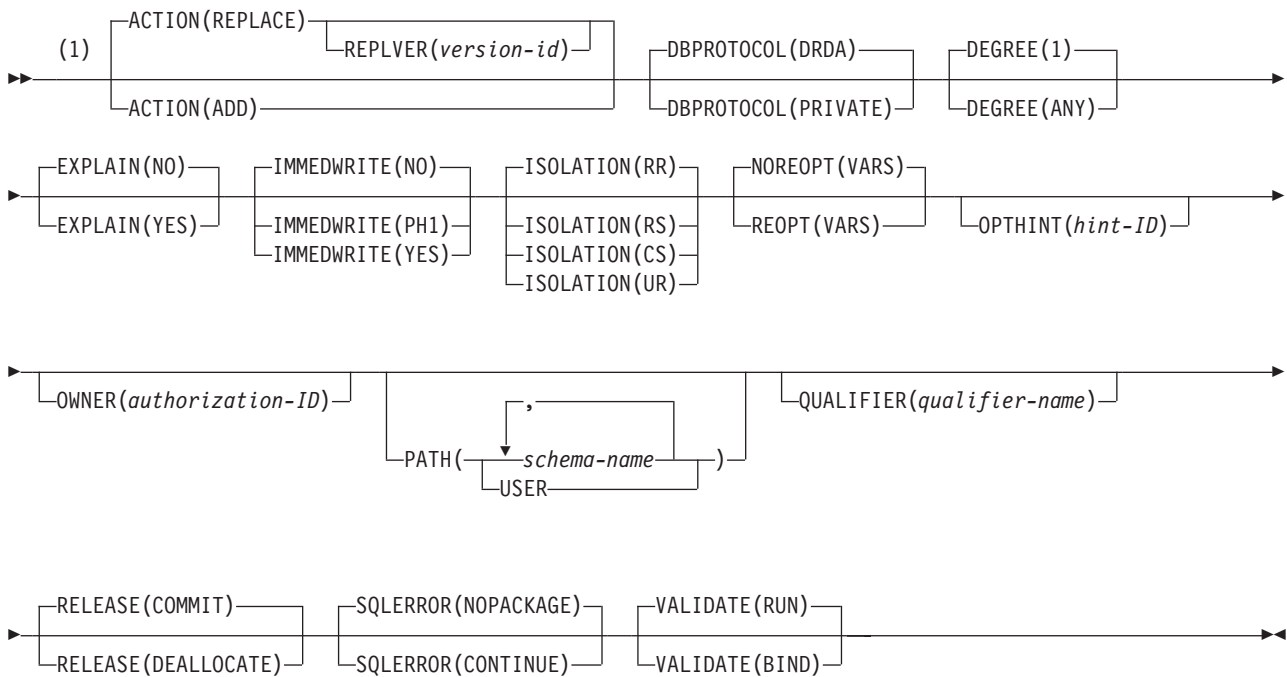 ACTION(REPLACE)
(1) REPLVER(version-id) DBPROTOCOL(DRDA) DEGREE(1)
ACTION(ADD) DBPROTOCOL(PRIVATE) DEGREE(ANY)
EXPLAIN(NO) IMMEDWRITE(NO) ISOLATION(RR) NOREOPT(VARS)
EXPLAIN(YES) IMMEDWRITE(PH1) ISOLATION(RS) REOPT(VARS) OPTHINT(hint-ID)
IMMEDWRITE(YES) ISOLATION(CS)
ISOLATION(UR)
OWNER(authorization-ID) , QUALIFIER(qualifier-name)
PATH( schema-name )
USER
RELEASE(COMMIT) SQLERROR(NOPACKAGE) VALIDATE(RUN)
RELEASE(DEALLOCATE) SQLERROR(CONTINUE) VALIDATE(BIND)